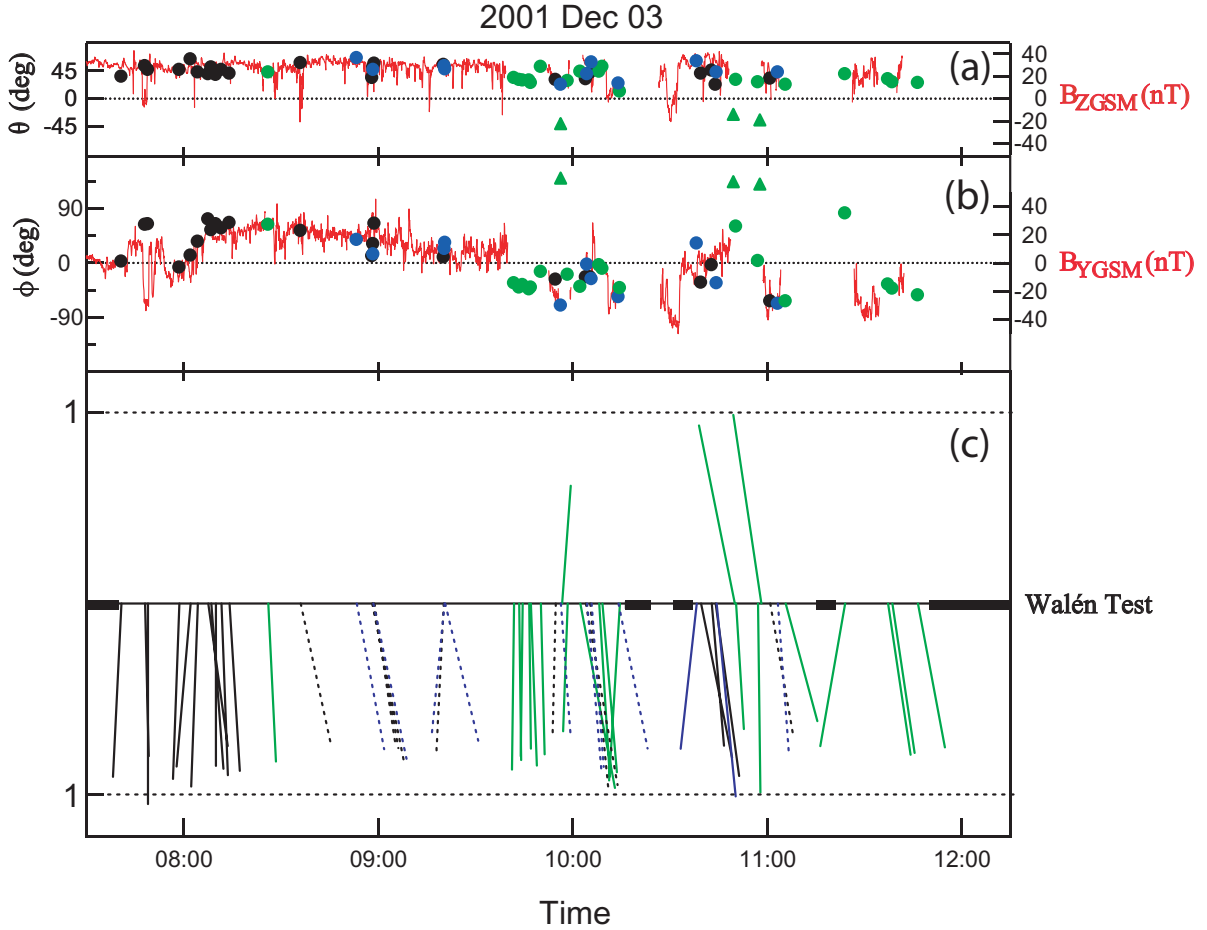 2001 Dec 03
(a)
θ (deg)
45
0
-45
40
20
0
-20
-40
BZGSM(nT)
(b)
ϕ (deg)
90
0
-90
40
20
0
-20
-40
BYGSM(nT)
(c)
1
1
Walén Test
08:00
09:00
10:00
11:00
12:00
Time